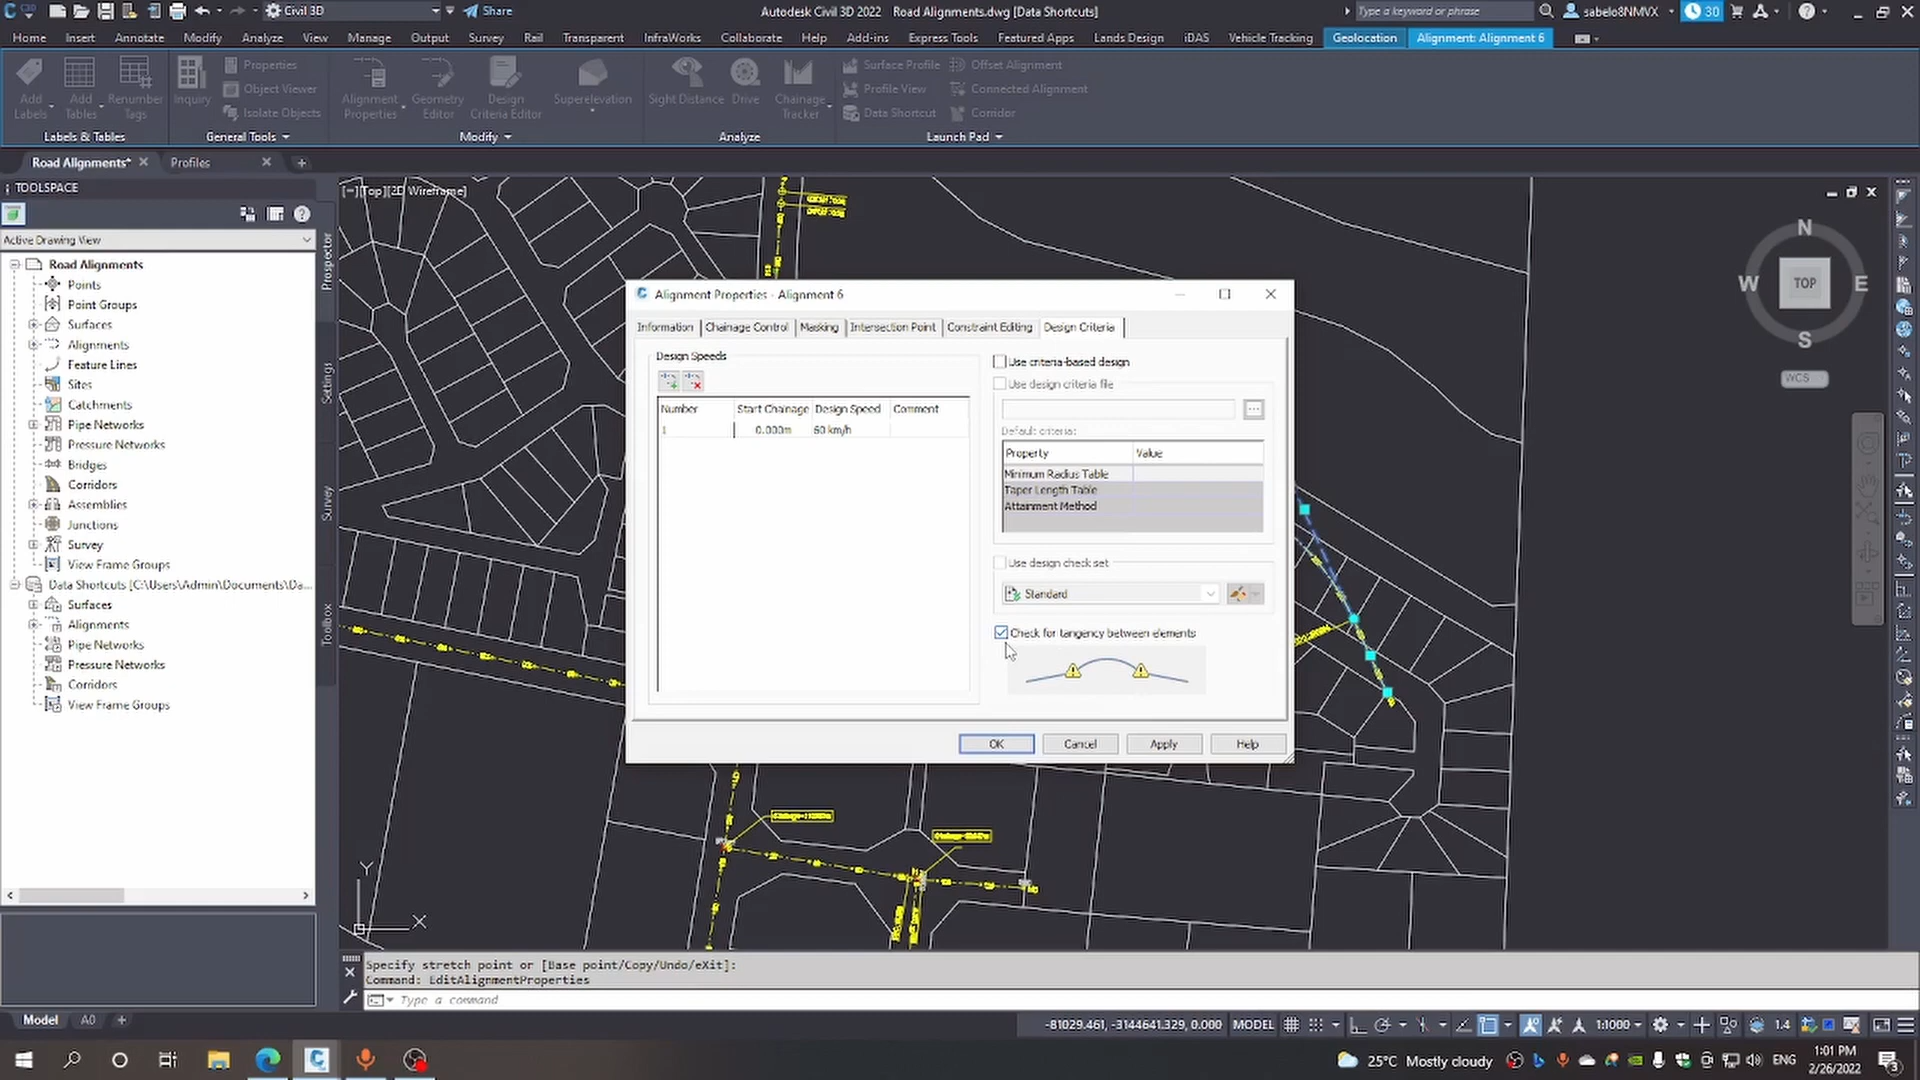 Civil 3D
Share
Autodesk Civil 3D 2022 Road Alignments.dwg [Data Shortcuts]
Type a keyword or phrase
sabelo8NMVX
30
Home Insert Annotate Modify Analyze View Manage Output Survey Rail Transparent InfraWorks Collaborate Help Add-ins Express Tools Featured Apps Lands Design iDAS Vehicle Tracking Geolocation Alignment: Alignment 6
Add Labels
Add Tables
Renumber Tags
Inquiry
Properties
Object Viewer
Isolate Objects
Alignment Properties
Geometry Editor
Design Criteria Editor
Superelevation
Sight Distance
Drive
Chainage Tracker
Surface Profile
Profile View
Data Shortcut
Offset Alignment
Connected Alignment
Corridor
Labels & Tables
General Tools
Modify
Analyze
Launch Pad
Road Alignments*
Profiles
TOOLSPACE
Active Drawing View
Road Alignments
Points
Point Groups
Surfaces
Alignments
Feature Lines
Sites
Catchments
Pipe Networks
Pressure Networks
Bridges
Corridors
Assemblies
Junctions
Survey
View Frame Groups
Data Shortcuts [C:\Users\Admin\Documents\Da...
Surfaces
Alignments
Pipe Networks
Pressure Networks
Corridors
View Frame Groups
Prospector
Settings
Survey
Toolbox
[−][Top][2D Wireframe]
N
W
TOP
E
S
WCS
Alignment Properties - Alignment 6
Information
Chainage Control
Masking
Intersection Point
Constraint Editing
Design Criteria
Design Speeds
Number Start Chainage Design Speed Comment
1 0.000m 60 km/h
Use criteria-based design
Use design criteria file
...
Default criteria:
Property Value
Minimum Radius Table
Taper Length Table
Attainment Method
Use design check set
Standard
Check for tangency between elements
OK
Cancel
Apply
Help
Y
X
Specify stretch point or [Base point/Copy/Undo/eXit]:
Command: EditAlignmentProperties
Type a command
Model
A0
-81029.461, -3144641.329, 0.000
MODEL
1:1000
1.4
25°C Mostly cloudy
ENG
1:01 PM
2/26/2022
3